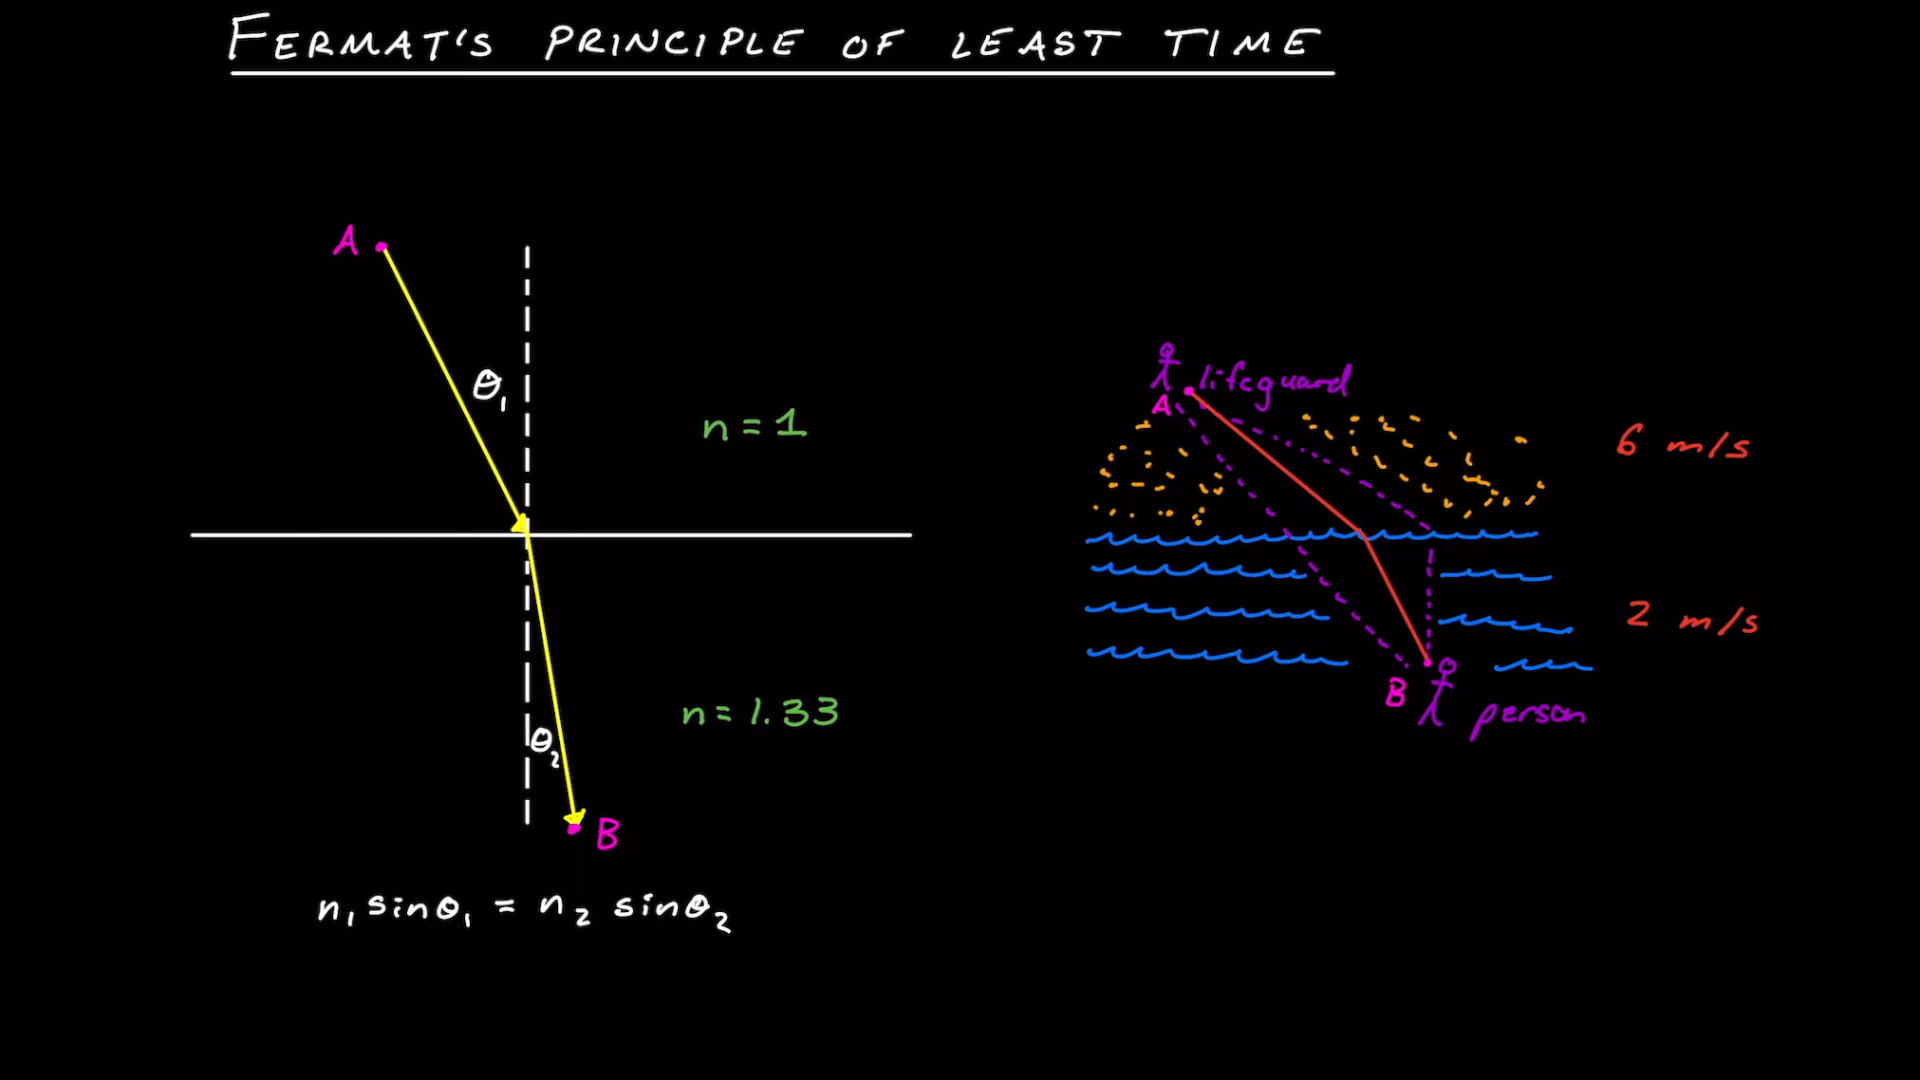 FERMAT'S PRINCIPLE OF LEAST TIME
A
θ₁
n = 1
θ₂
n = 1.33
B
n₁ sinθ₁ = n₂ sinθ₂
lifeguard
A
6 m/s
2 m/s
B
person